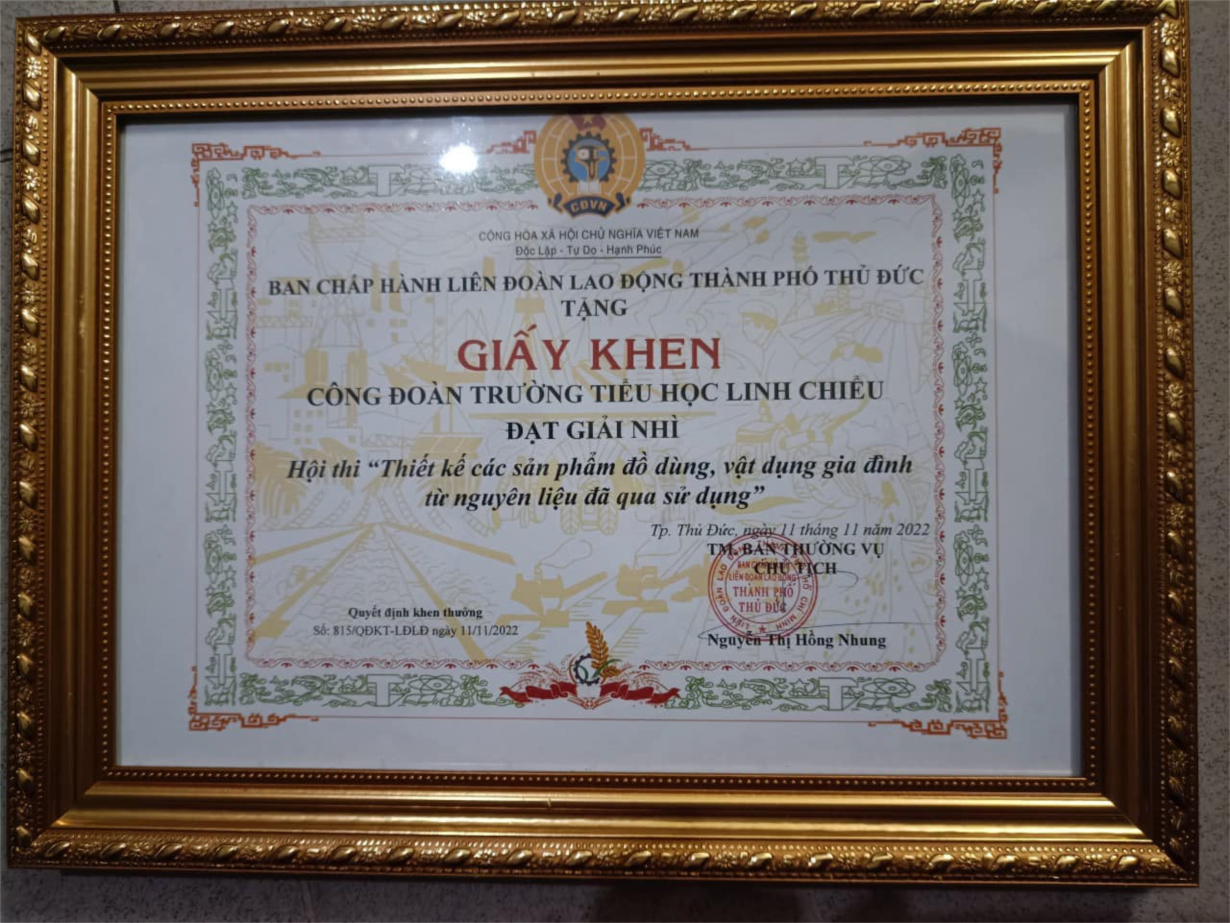 CĐVN
CỘNG HÒA XÃ HỘI CHỦ NGHĨA VIỆT NAM
Độc Lập - Tự Do - Hạnh Phúc
BAN CHẤP HÀNH LIÊN ĐOÀN LAO ĐỘNG THÀNH PHỐ THỦ ĐỨC
TẶNG
GIẤY KHEN
CÔNG ĐOÀN TRƯỜNG TIỂU HỌC LINH CHIỂU
ĐẠT GIẢI NHÌ
Hội thi “Thiết kế các sản phẩm đồ dùng, vật dụng gia đình
từ nguyên liệu đã qua sử dụng”
Tp. Thủ Đức, ngày 11 tháng 11 năm 2022
TM. BAN THƯỜNG VỤ
CHỦ TỊCH
LIÊN ĐOÀN LAO ĐỘNG
THÀNH PHỐ
THỦ ĐỨC
Quyết định khen thưởng
Số: 815/QĐKT-LĐLĐ ngày 11/11/2022
Nguyễn Thị Hồng Nhung